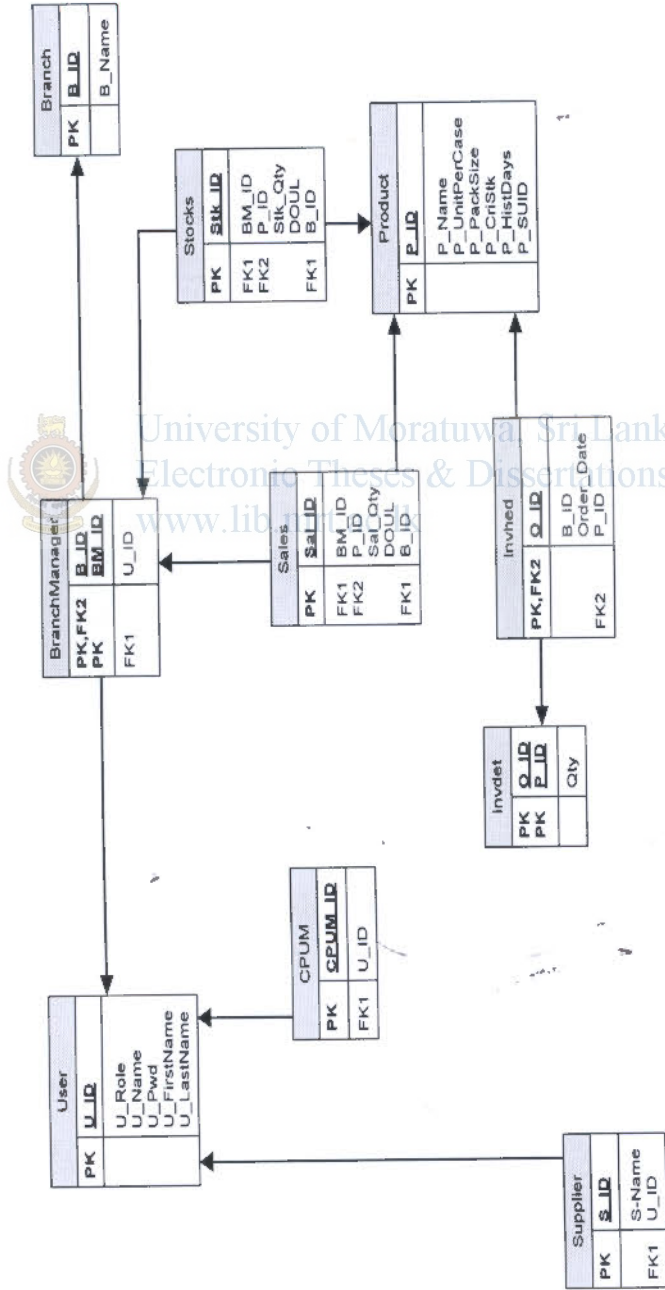 User
PK U_ID
U_Role
U_Name
U_Pwd
U_FirstName
U_LastName
BranchManager
PK,FK2 B_ID
PK BM_ID
FK1 U_ID
Branch
PK B_ID
B_Name
Stocks
PK Stk_ID
FK1 BM_ID
FK2 P_ID
Stk_Qty
DOUL
FK1 B_ID
Sales
PK Sal_ID
FK1 BM_ID
FK2 P_ID
Sal_Qty
DOUL
FK1 B_ID
Product
PK P_ID
P_Name
P_UnitPerCase
P_PackSize
P_CriStk
P_HistDays
P_SUID
CPUM
PK CPUM_ID
FK1 U_ID
Supplier
PK S_ID
S-Name
FK1 U_ID
Invdet
PK O_ID
PK P_ID
Qty
Invhed
PK,FK2 O_ID
B_ID
Order_Date
FK2 P_ID
University of Moratuwa, Sri Lanka
Electronic Theses & Dissertations
www.lib.mrt.ac.lk